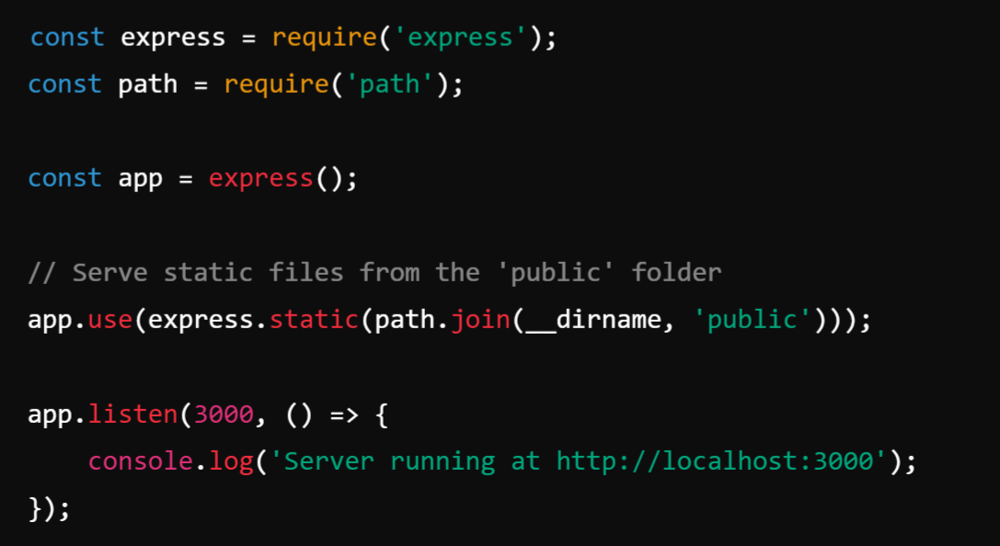 const express = require('express');
const path = require('path');
const app = express();
// Serve static files from the 'public' folder
app.use(express.static(path.join(__dirname, 'public')));
app.listen(3000, () => {
    console.log('Server running at http://localhost:3000');
});